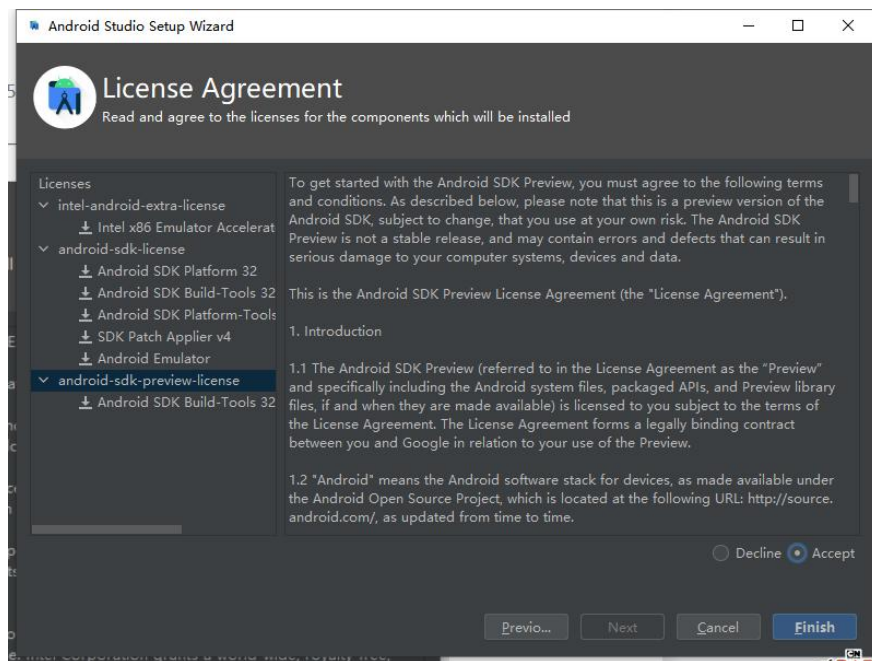 Android Studio Setup Wizard
License Agreement
Read and agree to the licenses for the components which will be installed
Licenses
intel-android-extra-license
Intel x86 Emulator Accelerat
android-sdk-license
Android SDK Platform 32
Android SDK Build-Tools 32
Android SDK Platform-Tools
SDK Patch Applier v4
Android Emulator
android-sdk-preview-license
Android SDK Build-Tools 32
To get started with the Android SDK Preview, you must agree to the following terms
and conditions. As described below, please note that this is a preview version of the
Android SDK, subject to change, that you use at your own risk. The Android SDK
Preview is not a stable release, and may contain errors and defects that can result in
serious damage to your computer systems, devices and data.
This is the Android SDK Preview License Agreement (the "License Agreement").
1. Introduction
1.1 The Android SDK Preview (referred to in the License Agreement as the “Preview”
and specifically including the Android system files, packaged APIs, and Preview library
files, if and when they are made available) is licensed to you subject to the terms of
the License Agreement. The License Agreement forms a legally binding contract
between you and Google in relation to your use of the Preview.
1.2 "Android" means the Android software stack for devices, as made available under
the Android Open Source Project, which is located at the following URL: http://source.
android.com/, as updated from time to time.
Decline
Accept
Previo...
Next
Cancel
Finish
CN